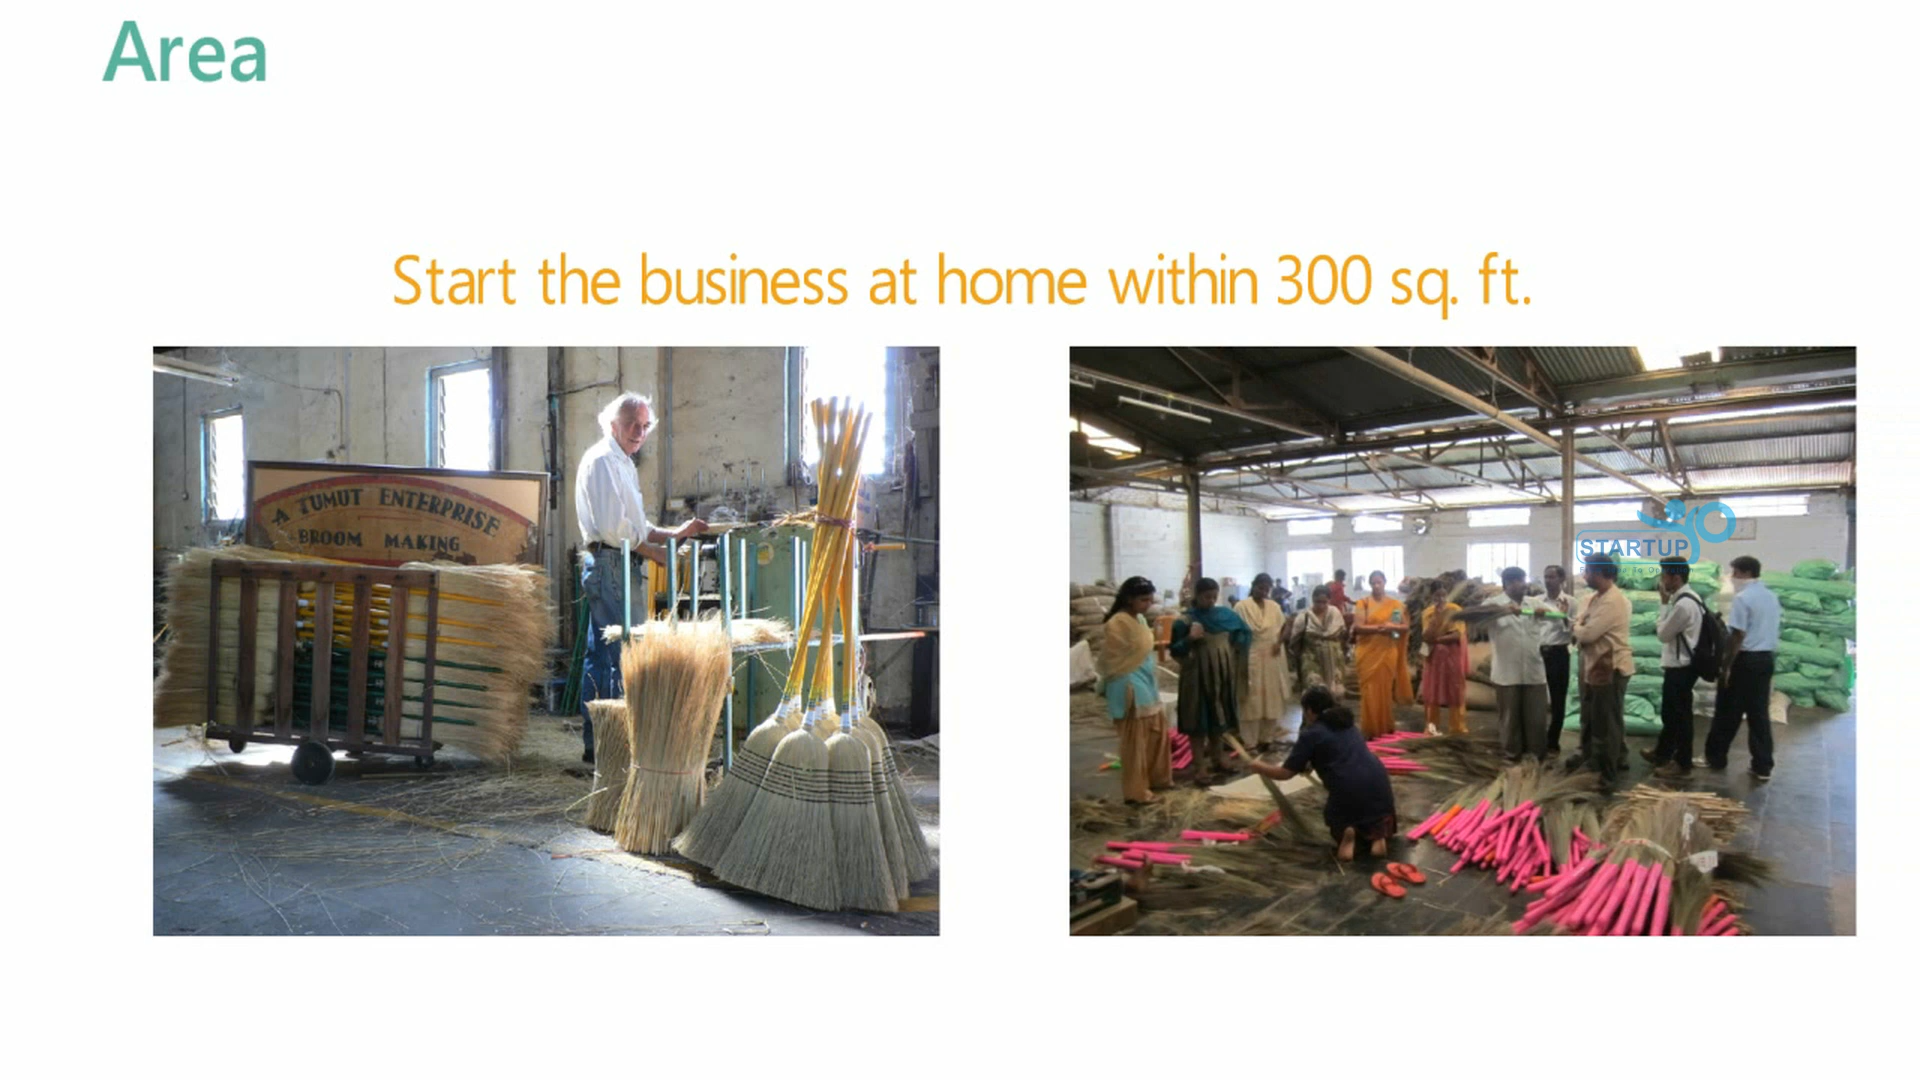 Area
Start the business at home within 300 sq. ft.
A TUMUT ENTERPRISE
BROOM MAKING
STARTUP